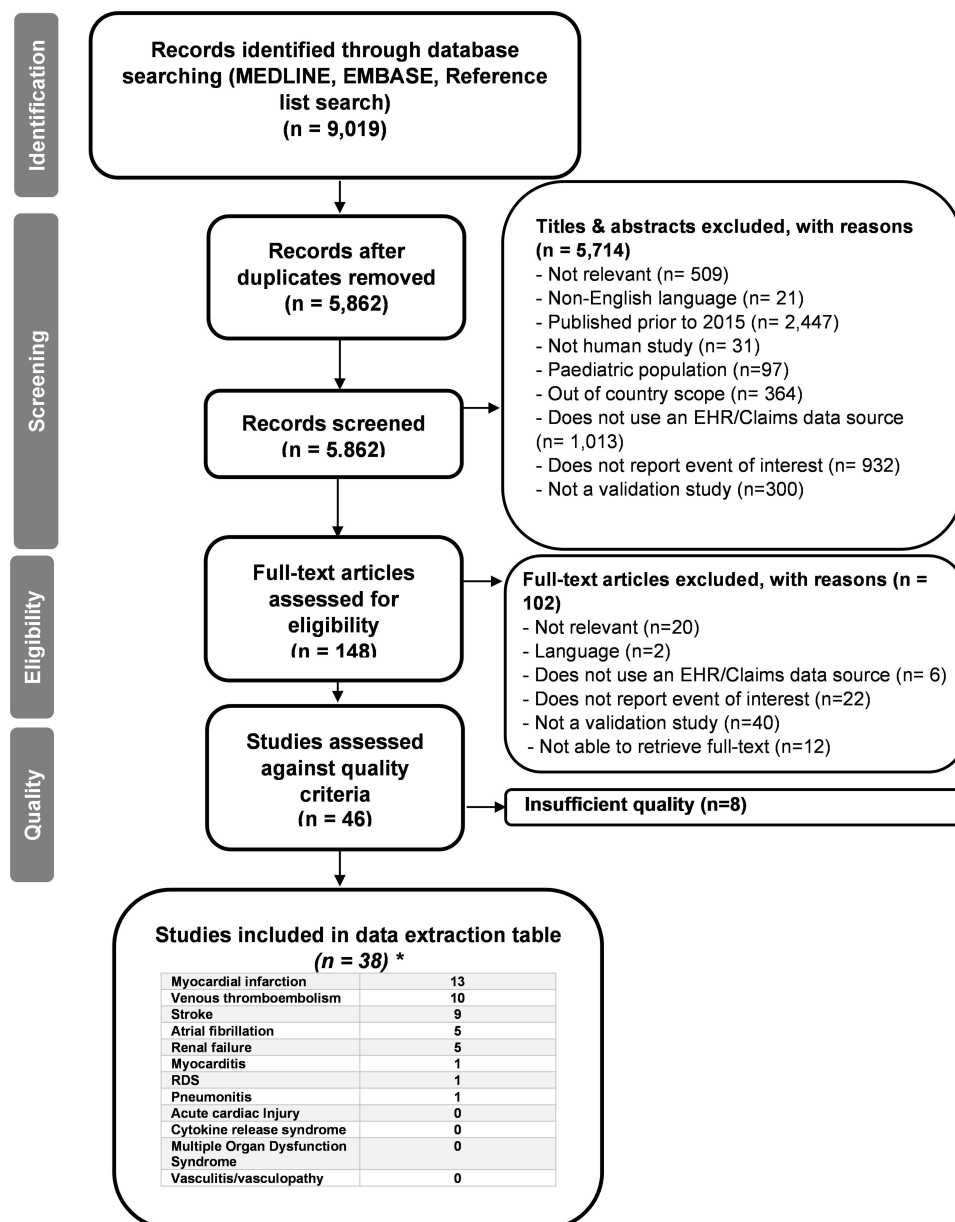 Identification
Records identified through database
searching (MEDLINE, EMBASE, Reference
list search)
(n = 9,019)
Screening
Records after
duplicates removed
(n = 5,862)
Titles & abstracts excluded, with reasons
(n = 5,714)
- Not relevant (n= 509)
- Non-English language (n= 21)
- Published prior to 2015 (n= 2,447)
- Not human study (n= 31)
- Paediatric population (n=97)
- Out of country scope (n= 364)
- Does not use an EHR/Claims data source
(n= 1,013)
- Does not report event of interest (n= 932)
- Not a validation study (n=300)
Records screened
(n = 5.862)
Eligibility
Full-text articles
assessed for
eligibility
(n = 148)
Full-text articles excluded, with reasons (n =
102)
- Not relevant (n=20)
- Language (n=2)
- Does not use an EHR/Claims data source (n= 6)
- Does not report event of interest (n=22)
- Not a validation study (n=40)
- Not able to retrieve full-text (n=12)
Quality
Studies assessed
against quality
criteria
(n = 46)
Insufficient quality (n=8)
Studies included in data extraction table
(n = 38) *
Myocardial infarction 13
Venous thromboembolism 10
Stroke 9
Atrial fibrillation 5
Renal failure 5
Myocarditis 1
RDS 1
Pneumonitis 1
Acute cardiac Injury 0
Cytokine release syndrome 0
Multiple Organ Dysfunction 0
Syndrome
Vasculitis/vasculopathy 0